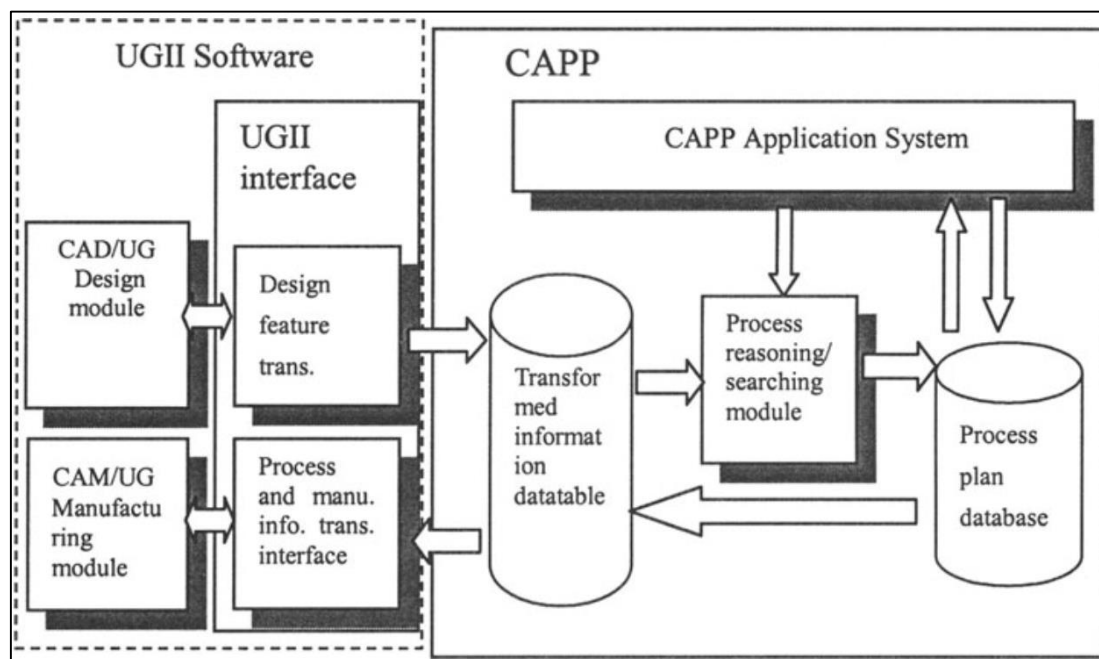 UGII Software
UGII
interface
CAD/UG
Design
module
Design
feature
trans.
CAM/UG
Manufactu
ring
module
Process
and manu.
info. trans.
interface
CAPP
CAPP Application System
Transfor
med
informat
ion
datatable
Process
reasoning/
searching
module
Process
plan
database